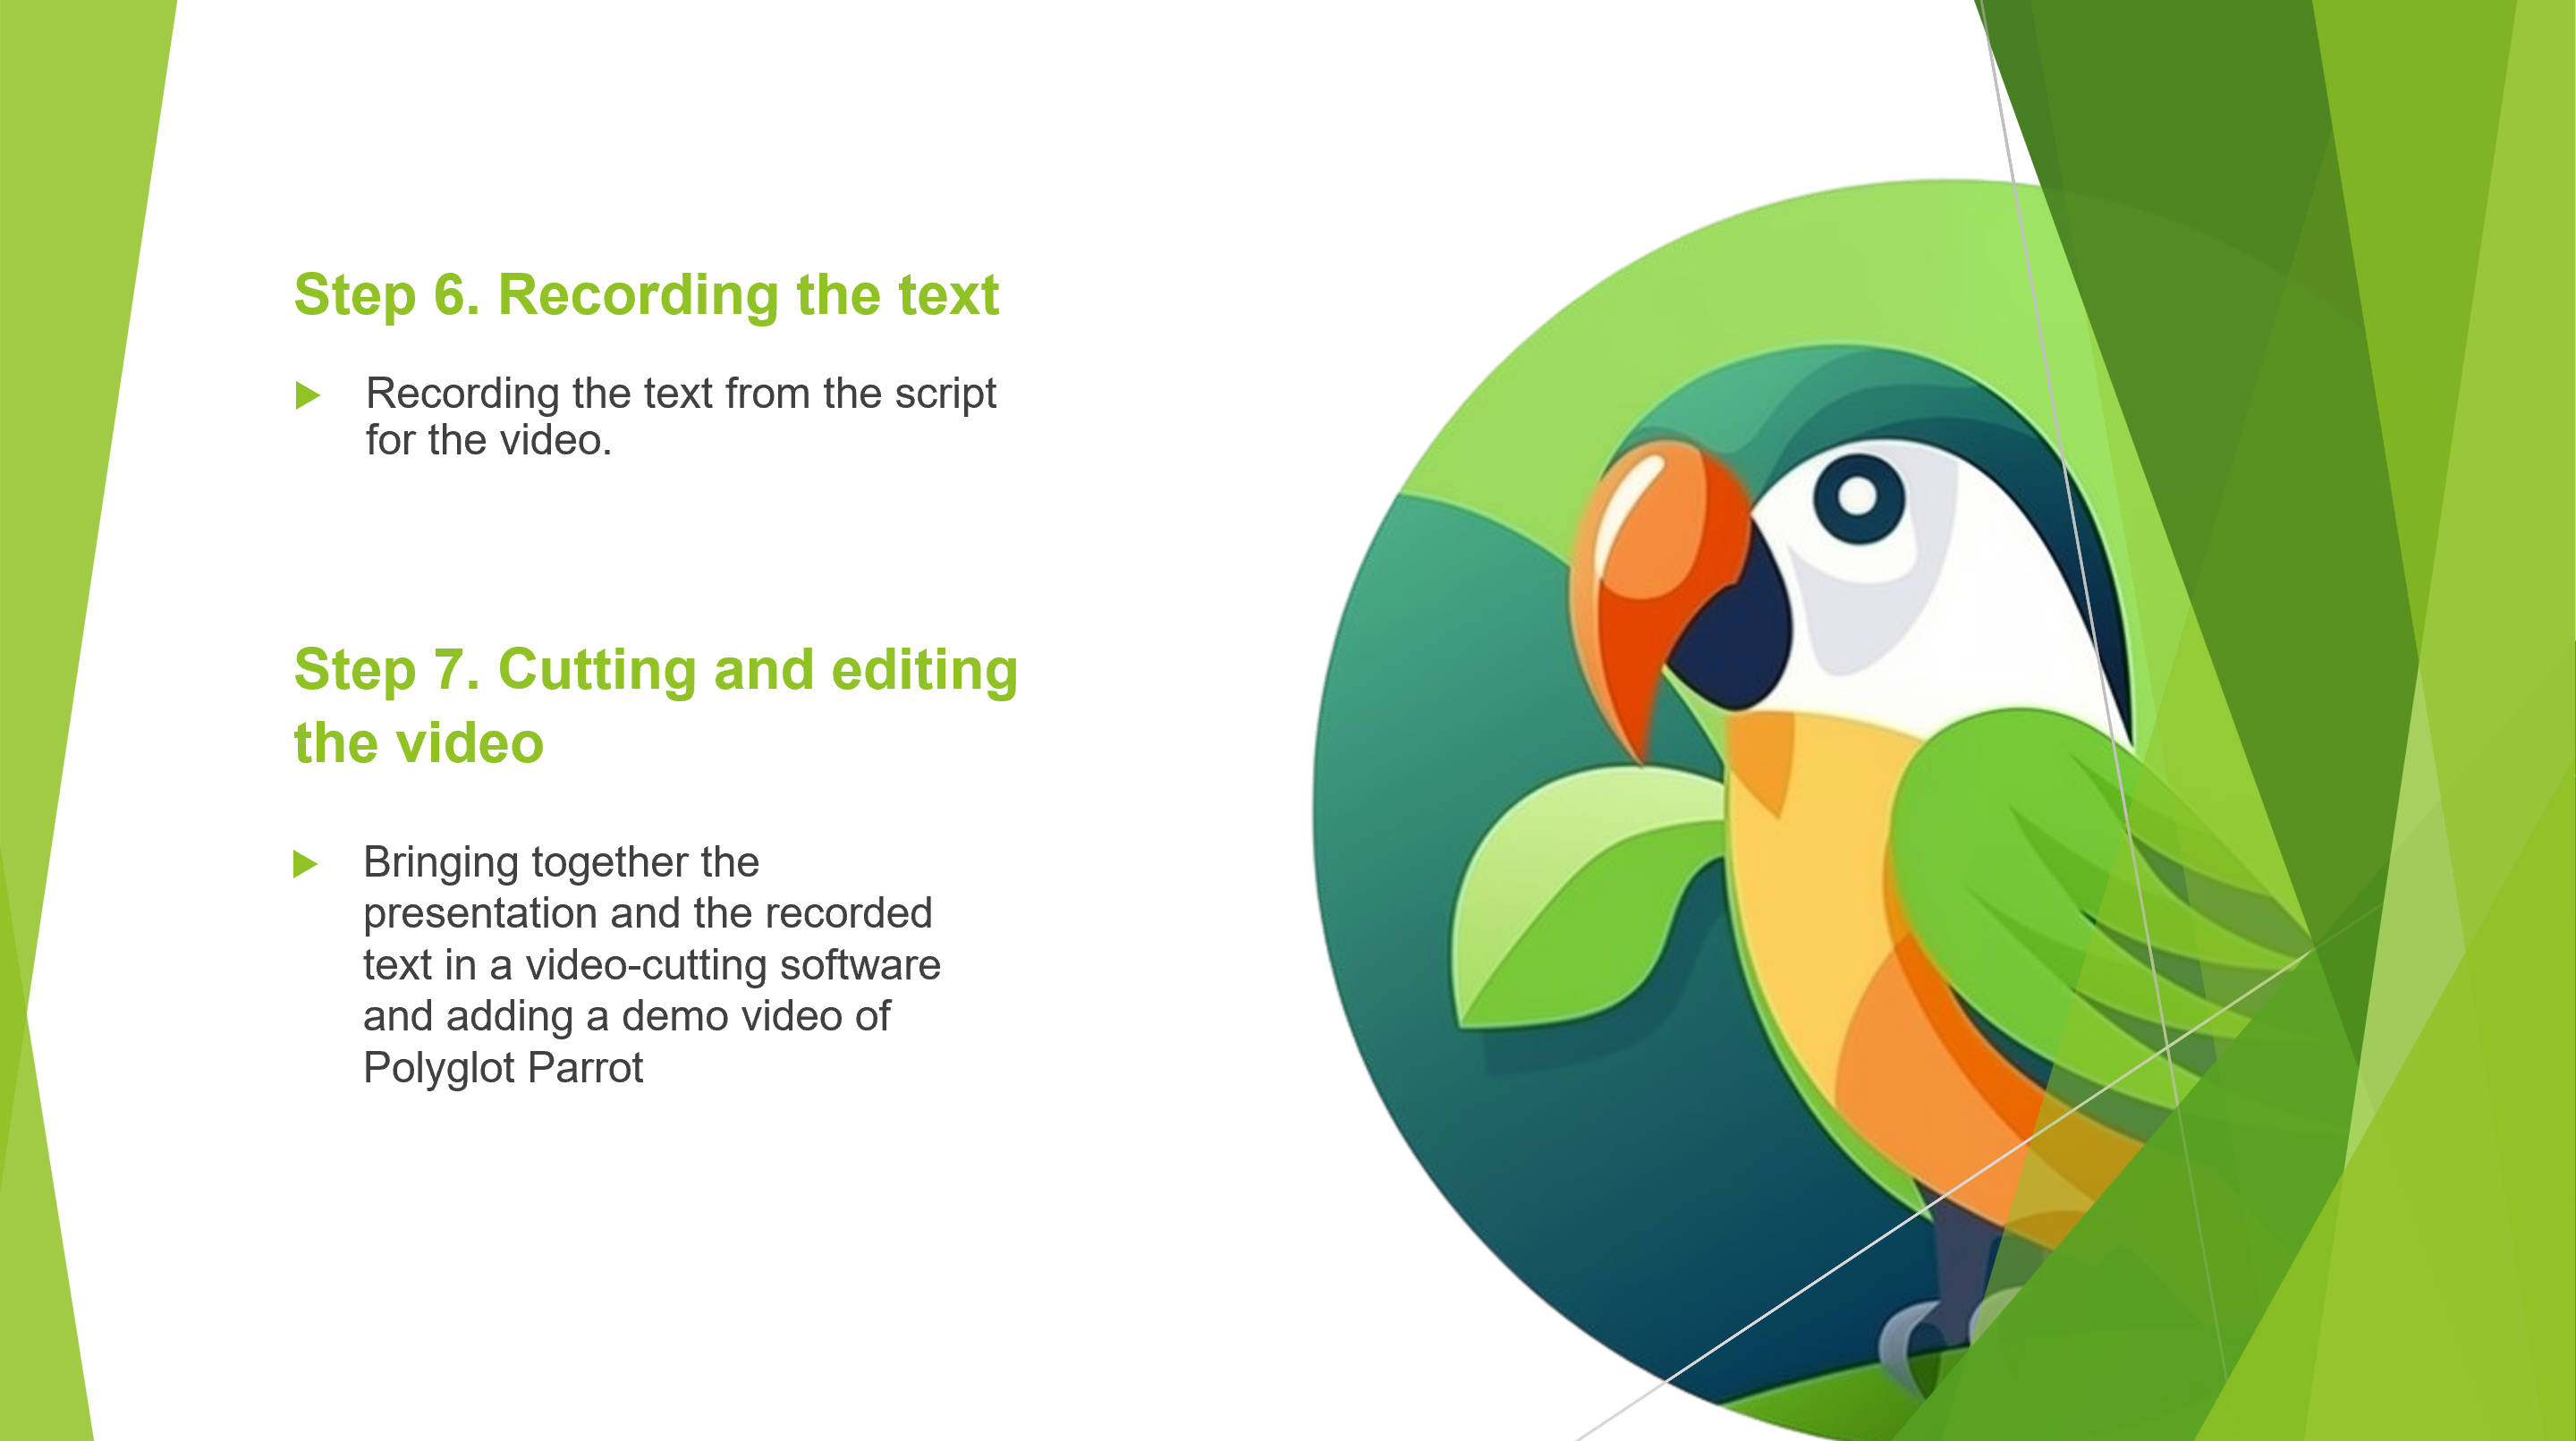 Step 6. Recording the text
Recording the text from the script
for the video.
Step 7. Cutting and editing
the video
Bringing together the
presentation and the recorded
text in a video-cutting software
and adding a demo video of
Polyglot Parrot